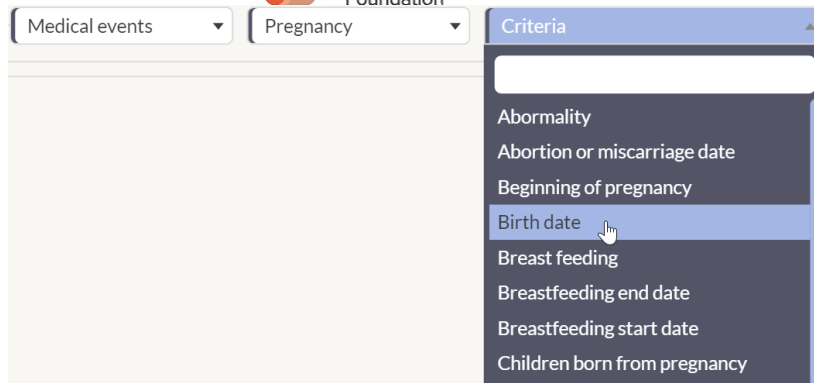 Foundation
Medical events
Pregnancy
Criteria
Abormality
Abortion or miscarriage date
Beginning of pregnancy
Birth date
Breast feeding
Breastfeeding end date
Breastfeeding start date
Children born from pregnancy